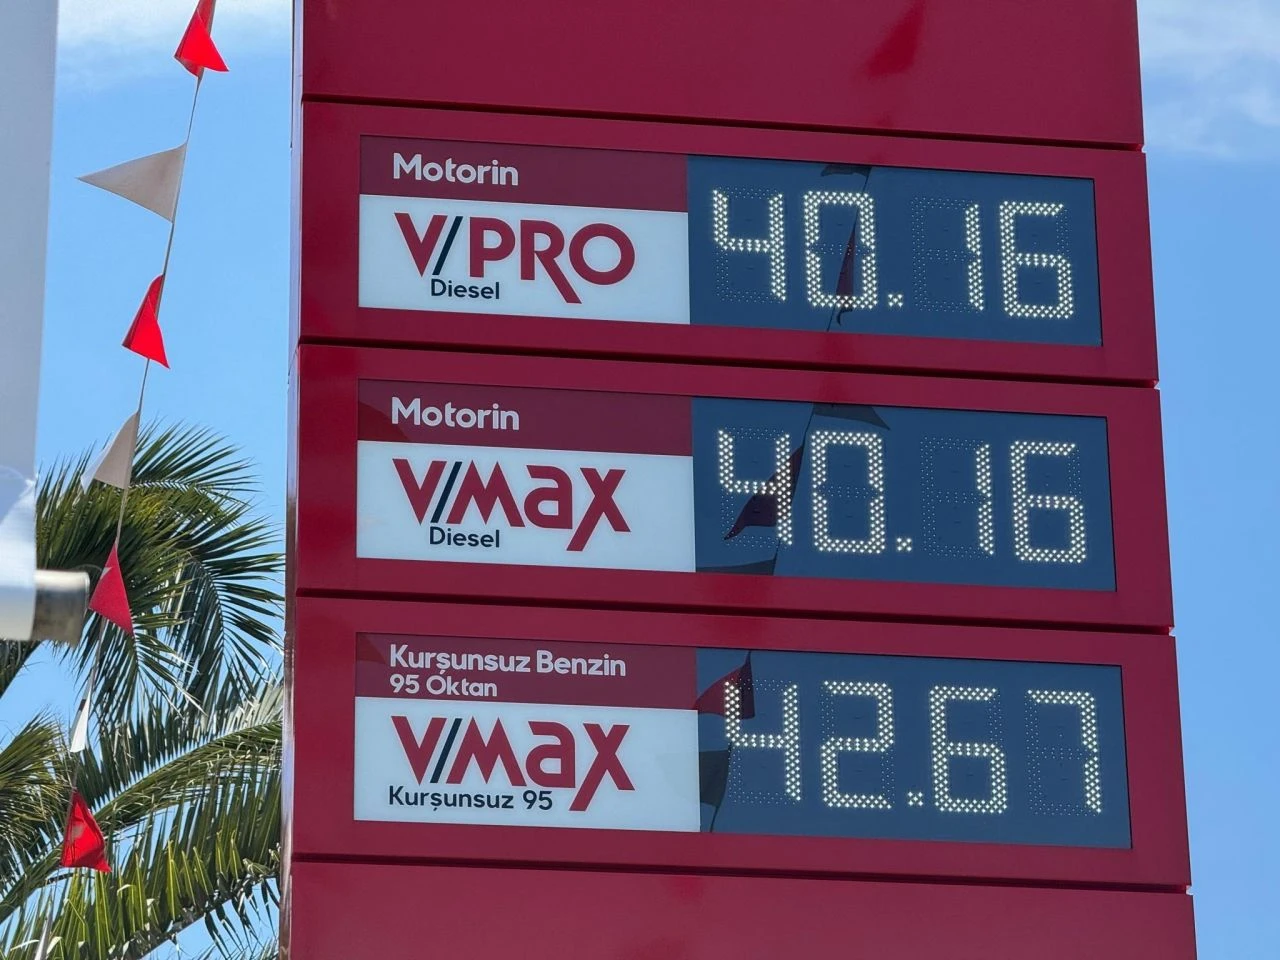 Motorin
V/PRO
Diesel
40.16
Motorin
V/max
Diesel
40.16
Kurşunsuz Benzin
95 Oktan
V/max
Kurşunsuz 95
42.67